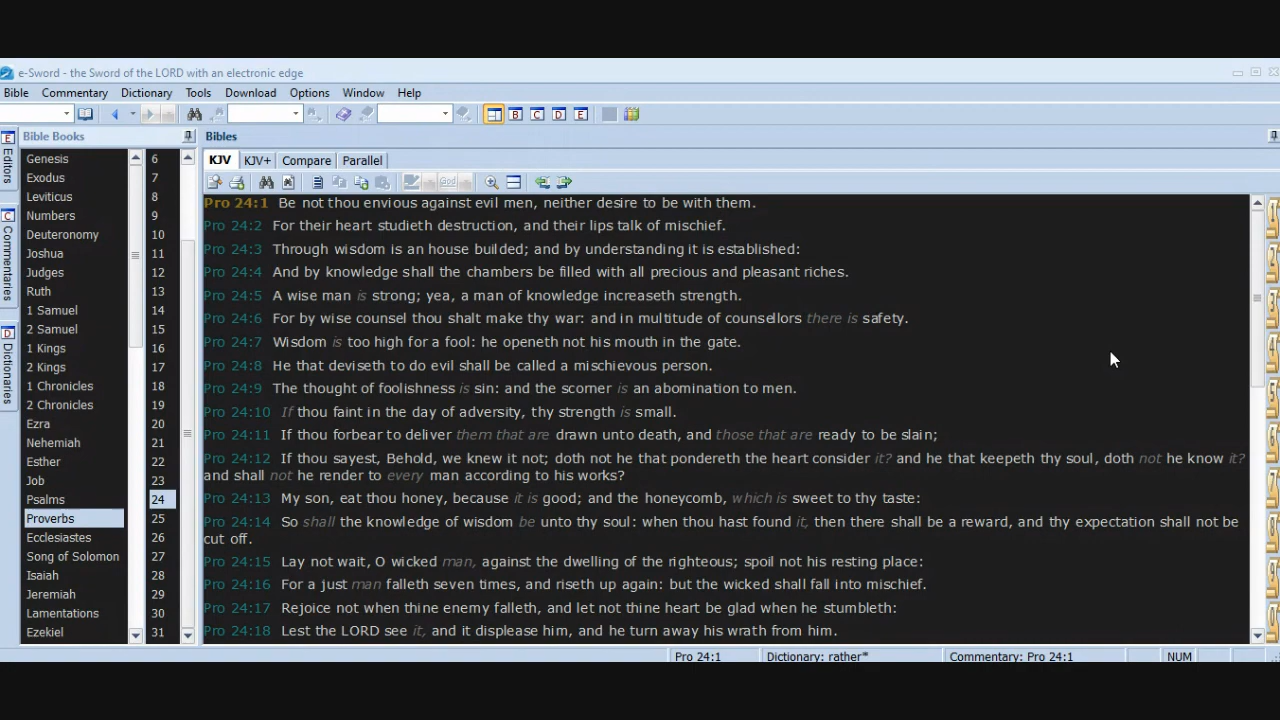 e-Sword - the Sword of the LORD with an electronic edge
Bible Commentary Dictionary Tools Download Options Window Help
B C D E
Bible Books
Bibles
E Editors
C Commentaries
D Dictionaries
KJV KJV+ Compare Parallel
God
Genesis 6
Exodus 7
Leviticus 8
Numbers 9
Deuteronomy 10
Joshua 11
Judges 12
Ruth 13
1 Samuel 14
2 Samuel 15
1 Kings 16
2 Kings 17
1 Chronicles 18
2 Chronicles 19
Ezra 20
Nehemiah 21
Esther 22
Job 23
Psalms 24
Proverbs 25
Ecclesiastes 26
Song of Solomon 27
Isaiah 28
Jeremiah 29
Lamentations 30
Ezekiel 31
Pro 24:1 Be not thou envious against evil men, neither desire to be with them.
Pro 24:2 For their heart studieth destruction, and their lips talk of mischief.
Pro 24:3 Through wisdom is an house builded; and by understanding it is established:
Pro 24:4 And by knowledge shall the chambers be filled with all precious and pleasant riches.
Pro 24:5 A wise man is strong; yea, a man of knowledge increaseth strength.
Pro 24:6 For by wise counsel thou shalt make thy war: and in multitude of counsellors there is safety.
Pro 24:7 Wisdom is too high for a fool: he openeth not his mouth in the gate.
Pro 24:8 He that deviseth to do evil shall be called a mischievous person.
Pro 24:9 The thought of foolishness is sin: and the scorner is an abomination to men.
Pro 24:10 If thou faint in the day of adversity, thy strength is small.
Pro 24:11 If thou forbear to deliver them that are drawn unto death, and those that are ready to be slain;
Pro 24:12 If thou sayest, Behold, we knew it not; doth not he that pondereth the heart consider it? and he that keepeth thy soul, doth not he know it?
and shall not he render to every man according to his works?
Pro 24:13 My son, eat thou honey, because it is good; and the honeycomb, which is sweet to thy taste:
Pro 24:14 So shall the knowledge of wisdom be unto thy soul: when thou hast found it, then there shall be a reward, and thy expectation shall not be
cut off.
Pro 24:15 Lay not wait, O wicked man, against the dwelling of the righteous; spoil not his resting place:
Pro 24:16 For a just man falleth seven times, and riseth up again: but the wicked shall fall into mischief.
Pro 24:17 Rejoice not when thine enemy falleth, and let not thine heart be glad when he stumbleth:
Pro 24:18 Lest the LORD see it, and it displease him, and he turn away his wrath from him.
1
2
3
4
5
6
7
8
9
0
Pro 24:1 Dictionary: rather* Commentary: Pro 24:1 NUM